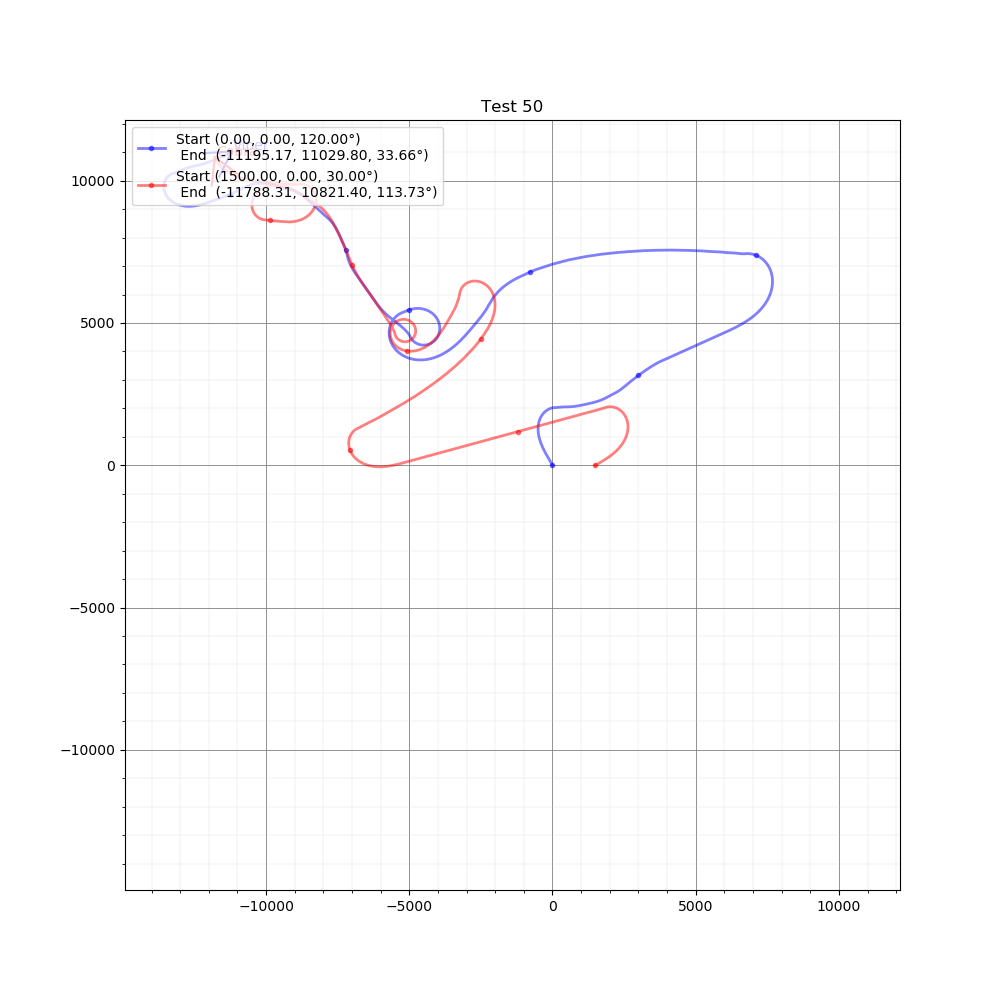 Test 50
Start (0.00, 0.00, 120.00°)
End  (-11195.17, 11029.80, 33.66°)
Start (1500.00, 0.00, 30.00°)
End  (-11788.31, 10821.40, 113.73°)
10000
5000
0
−5000
−10000
−10000
−5000
0
5000
10000